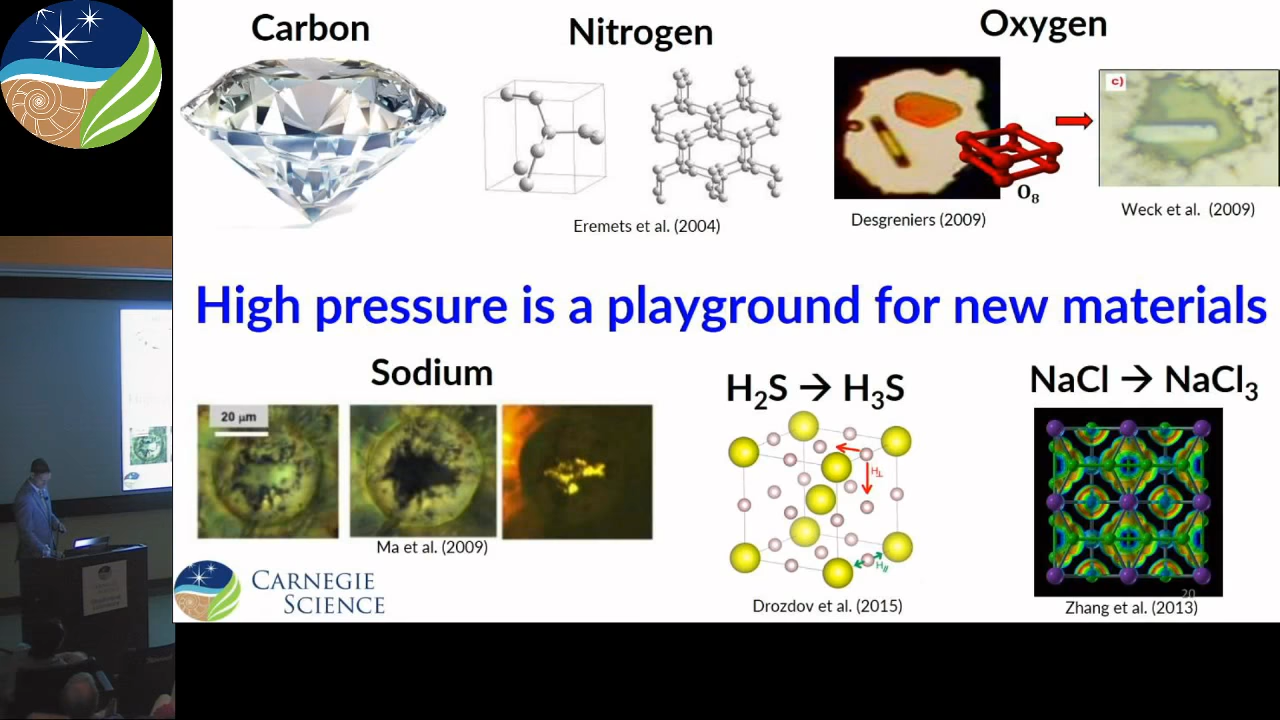 Carbon
Nitrogen
Oxygen
c)
O₈
Eremets et al. (2004)
Desgreniers (2009)
Weck et al. (2009)
High pressure is a playground for new materials
Sodium
H₂S → H₃S
NaCl → NaCl₃
20 μm
H⊥
H//
Ma et al. (2009)
CARNEGIE
SCIENCE
Drozdov et al. (2015)
20
Zhang et al. (2013)